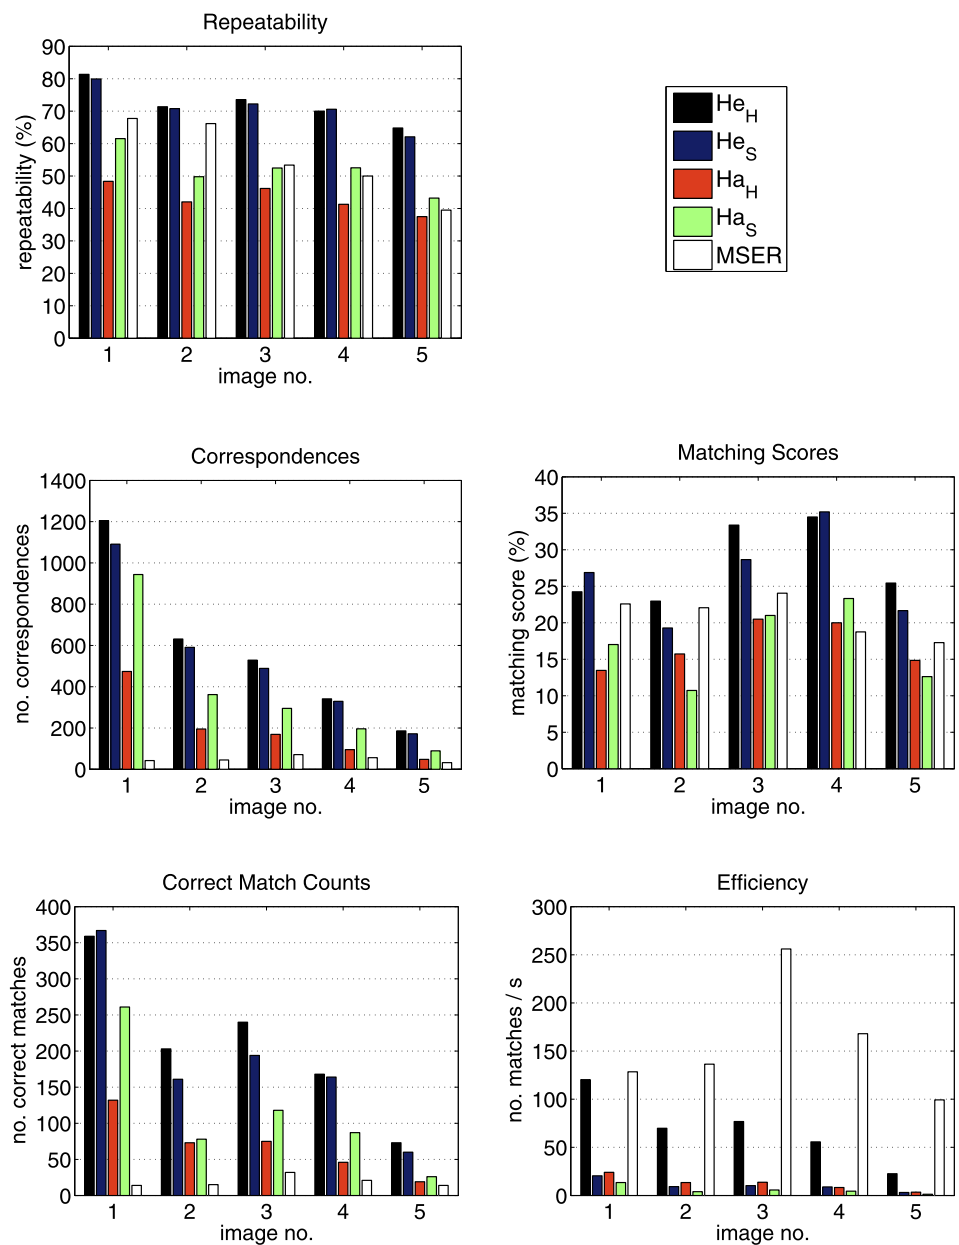 Repeatability
90
80
70
60
50
40
30
20
10
0
repeatability (%)
1 2 3 4 5
image no.
He_H
He_S
Ha_H
Ha_S
MSER
Correspondences
1400
1200
1000
800
600
400
200
0
no. correspondences
1 2 3 4 5
image no.
Matching Scores
40
35
30
25
20
15
10
5
0
matching score (%)
1 2 3 4 5
image no.
Correct Match Counts
400
350
300
250
200
150
100
50
0
no. correct matches
1 2 3 4 5
image no.
Efficiency
300
250
200
150
100
50
0
no. matches / s
1 2 3 4 5
image no.